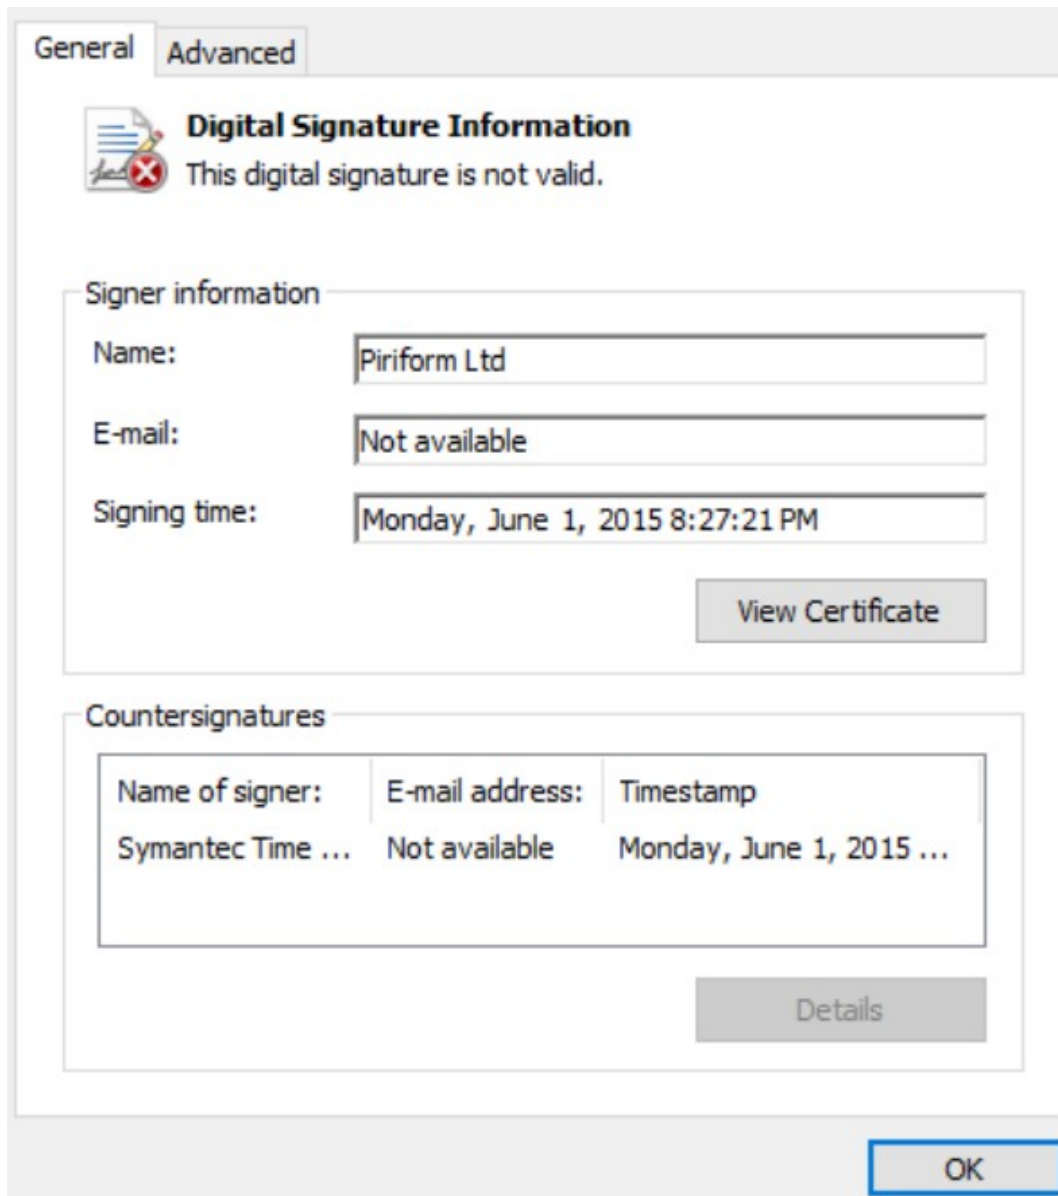 General Advanced
Digital Signature Information
This digital signature is not valid.
Signer information
Name: Piriform Ltd
E-mail: Not available
Signing time: Monday, June 1, 2015 8:27:21 PM
View Certificate
Countersignatures
Name of signer: E-mail address: Timestamp
Symantec Time ... Not available Monday, June 1, 2015 ...
Details
OK